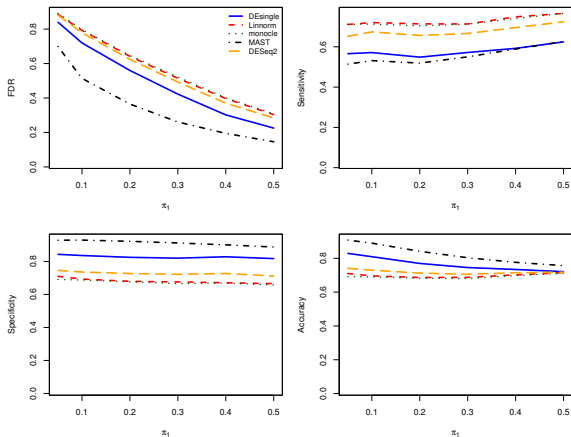 DEsingle
Linnorm
monocle
MAST
DESeq2
FDR
0.0 0.2 0.4 0.6 0.8
0.1 0.2 0.3 0.4 0.5
π1
Sensitivity
0.0 0.2 0.4 0.6
0.1 0.2 0.3 0.4 0.5
π1
Specificity
0.0 0.2 0.4 0.6 0.8
0.1 0.2 0.3 0.4 0.5
π1
Accuracy
0.0 0.2 0.4 0.6 0.8
0.1 0.2 0.3 0.4 0.5
π1